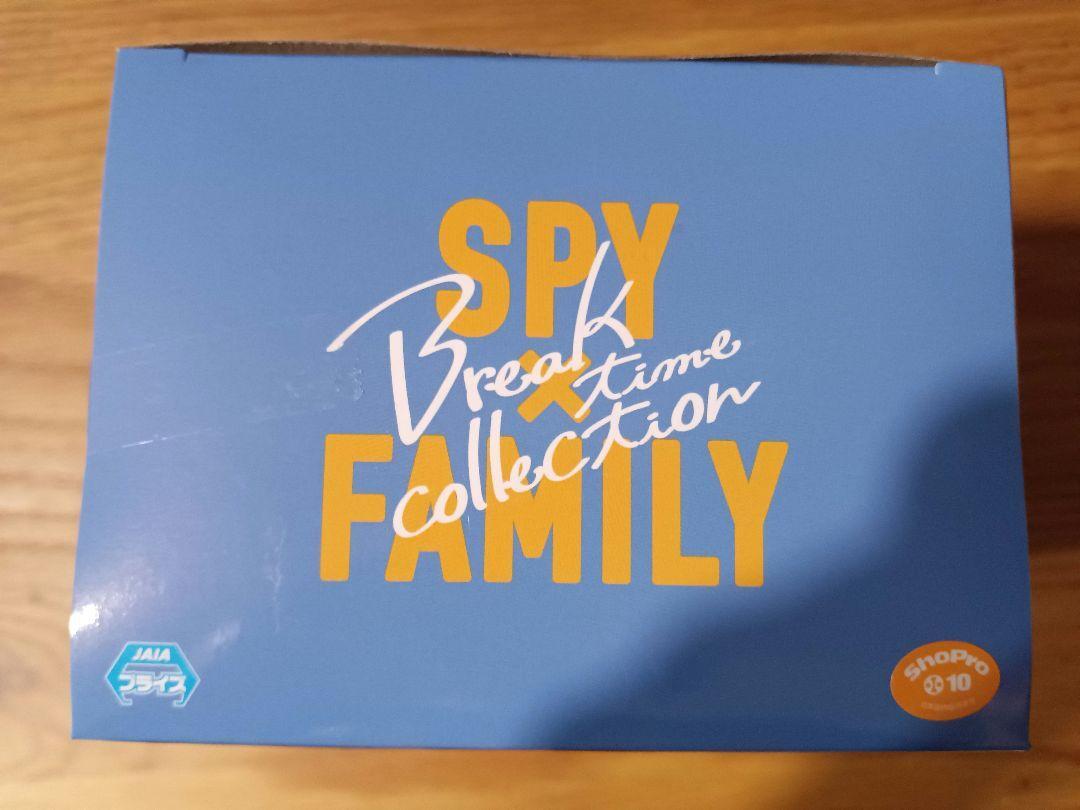 SPY
×
FAMILY
Break
time
collection
JAIA
プライズ
ShoPro
10